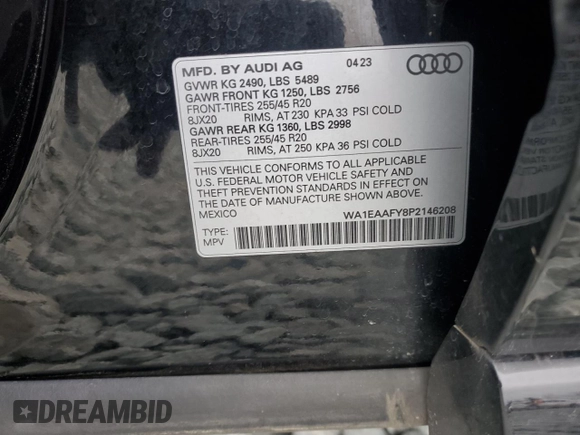 MFD. BY AUDI AG 04 23
GVWR KG 2490, LBS 5489
GAWR FRONT KG 1250, LBS 2756
FRONT-TIRES 255/45 R20
8JX20 RIMS, AT 230 KPA 33 PSI COLD
GAWR REAR KG 1360, LBS 2998
REAR-TIRES 255/45 R20
8JX20 RIMS, AT 250 KPA 36 PSI COLD
THIS VEHICLE CONFORMS TO ALL APPLICABLE
U.S. FEDERAL MOTOR VEHICLE SAFETY AND
THEFT PREVENTION STANDARDS IN EFFECT ON
THE DATE OF MANUFACTURE SHOWN ABOVE.
MEXICO
WA1EAAFY8P2146208
TYPE:
MPV
DREAMBID